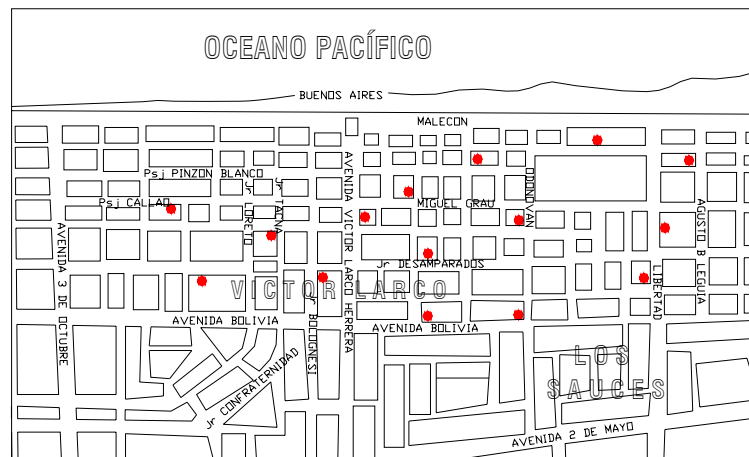 OCEANO PACÍFICO
BUENOS AIRES
MALECON
Psj PINZON BLANCO
Psj CALLAO
Jr LORETO
Jr TACNA
AVENIDA VICTOR LARCO HERRERA
MIGUEL GRAU
ODONOVAN
AVENIDA 3 DE OCTUBRE
Jr DESAMPARADOS
LIBERTAD
AGUSTO B LEGUIA
VICTOR LARCO
Jr BOLOGNESI
AVENIDA BOLIVIA
AVENIDA BOLIVIA
Jr CONFRATERNIDAD
LOS
SAUCES
AVENIDA 2 DE MAYO